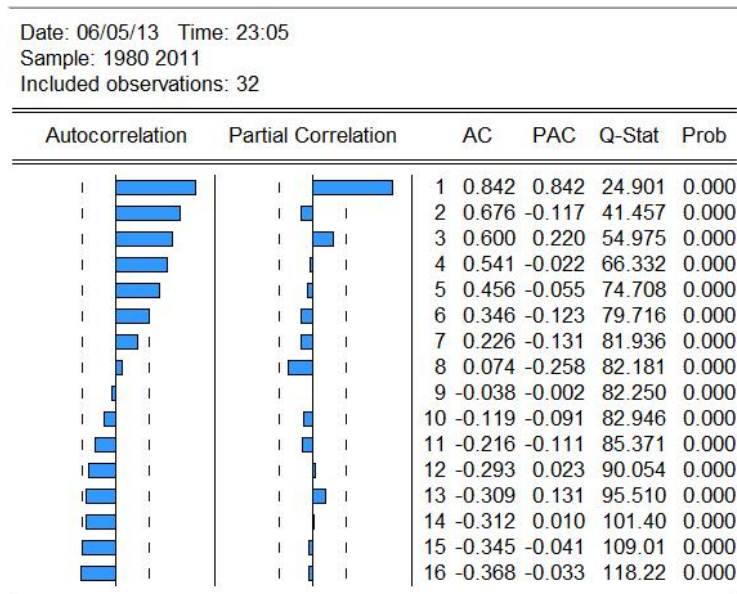 Date: 06/05/13 Time: 23:05
Sample: 1980 2011
Included observations: 32
Autocorrelation Partial Correlation AC PAC Q-Stat Prob
1 0.842 0.842 24.901 0.000
2 0.676 -0.117 41.457 0.000
3 0.600 0.220 54.975 0.000
4 0.541 -0.022 66.332 0.000
5 0.456 -0.055 74.708 0.000
6 0.346 -0.123 79.716 0.000
7 0.226 -0.131 81.936 0.000
8 0.074 -0.258 82.181 0.000
9 -0.038 -0.002 82.250 0.000
10 -0.119 -0.091 82.946 0.000
11 -0.216 -0.111 85.371 0.000
12 -0.293 0.023 90.054 0.000
13 -0.309 0.131 95.510 0.000
14 -0.312 0.010 101.40 0.000
15 -0.345 -0.041 109.01 0.000
16 -0.368 -0.033 118.22 0.000